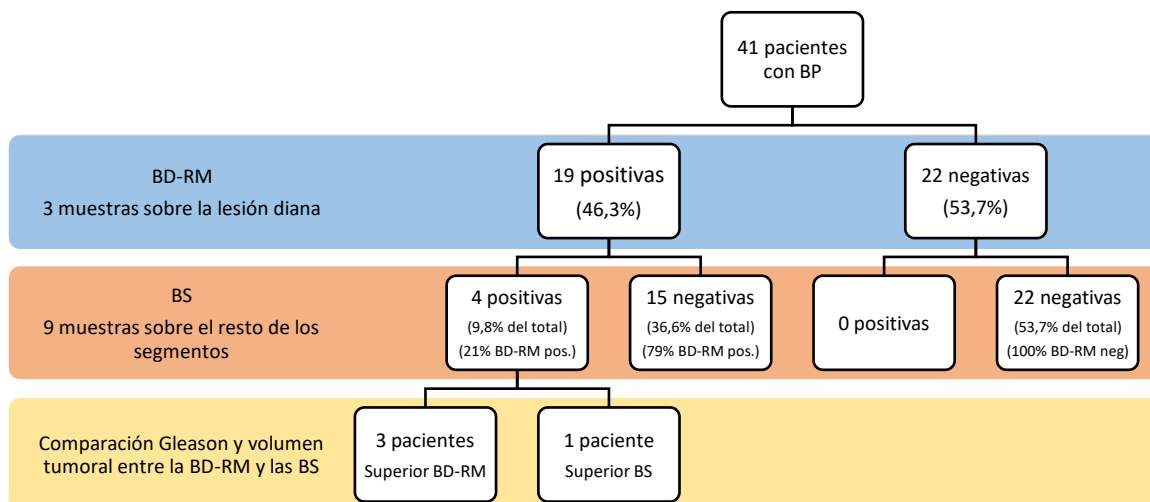 41 pacientes
con BP
BD-RM
3 muestras sobre la lesión diana
19 positivas
(46,3%)
22 negativas
(53,7%)
BS
9 muestras sobre el resto de los
segmentos
4 positivas
(9,8% del total)
(21% BD-RM pos.)
15 negativas
(36,6% del total)
(79% BD-RM pos.)
0 positivas
22 negativas
(53,7% del total)
(100% BD-RM neg)
Comparación Gleason y volumen
tumoral entre la BD-RM y las BS
3 pacientes
Superior BD-RM
1 paciente
Superior BS